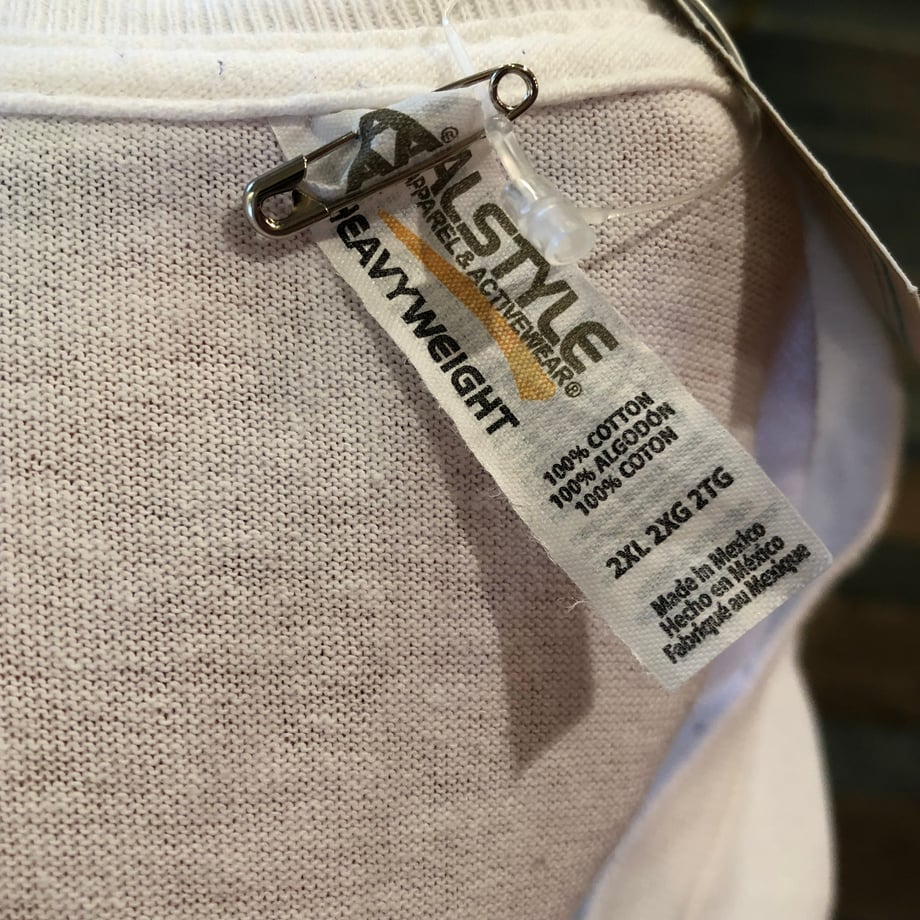 AA®
ALSTYLE
APPAREL & ACTIVEWEAR®
HEAVYWEIGHT
100% COTTON
100% ALGODÓN
100% COTON
2XL 2XG 2TG
Made in Mexico
Hecho en México
Fabriqué au Mexique